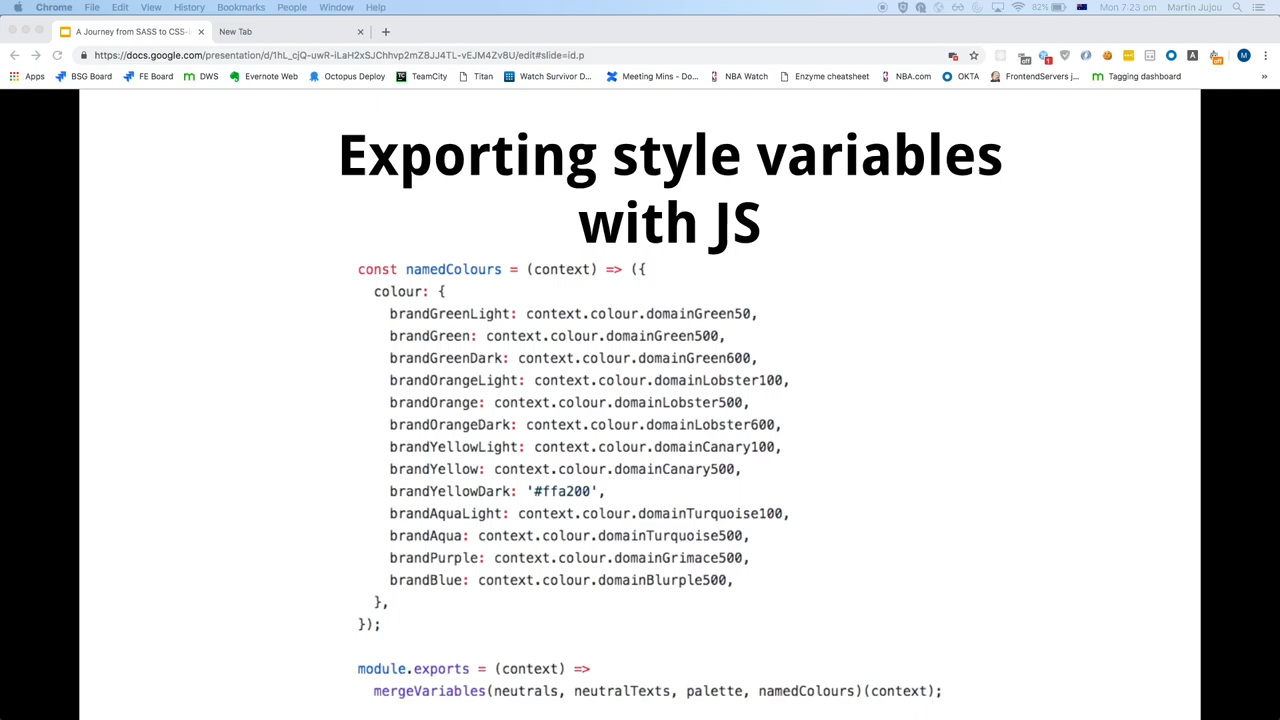 Chrome File Edit View History Bookmarks People Window Help 82% Mon 7:23 pm Martin Jujou
A Journey from SASS to CSS-i New Tab
https://docs.google.com/presentation/d/1hL_cjQ-uwR-iLaH2xSJChhvp2mZ8JJ4TL-vEJM4Zv8U/edit#slide=id.p
Apps BSG Board FE Board DWS Evernote Web Octopus Deploy TeamCity Titan Watch Survivor D... Meeting Mins - Do... NBA Watch Enzyme cheatsheet NBA.com OKTA FrontendServers j... Tagging dashboard »
Exporting style variables
with JS
const namedColours = (context) => ({
colour: {
brandGreenLight: context.colour.domainGreen50,
brandGreen: context.colour.domainGreen500,
brandGreenDark: context.colour.domainGreen600,
brandOrangeLight: context.colour.domainLobster100,
brandOrange: context.colour.domainLobster500,
brandOrangeDark: context.colour.domainLobster600,
brandYellowLight: context.colour.domainCanary100,
brandYellow: context.colour.domainCanary500,
brandYellowDark: '#ffa200',
brandAquaLight: context.colour.domainTurquoise100,
brandAqua: context.colour.domainTurquoise500,
brandPurple: context.colour.domainGrimace500,
brandBlue: context.colour.domainBlurple500,
},
});
module.exports = (context) =>
mergeVariables(neutrals, neutralTexts, palette, namedColours)(context);